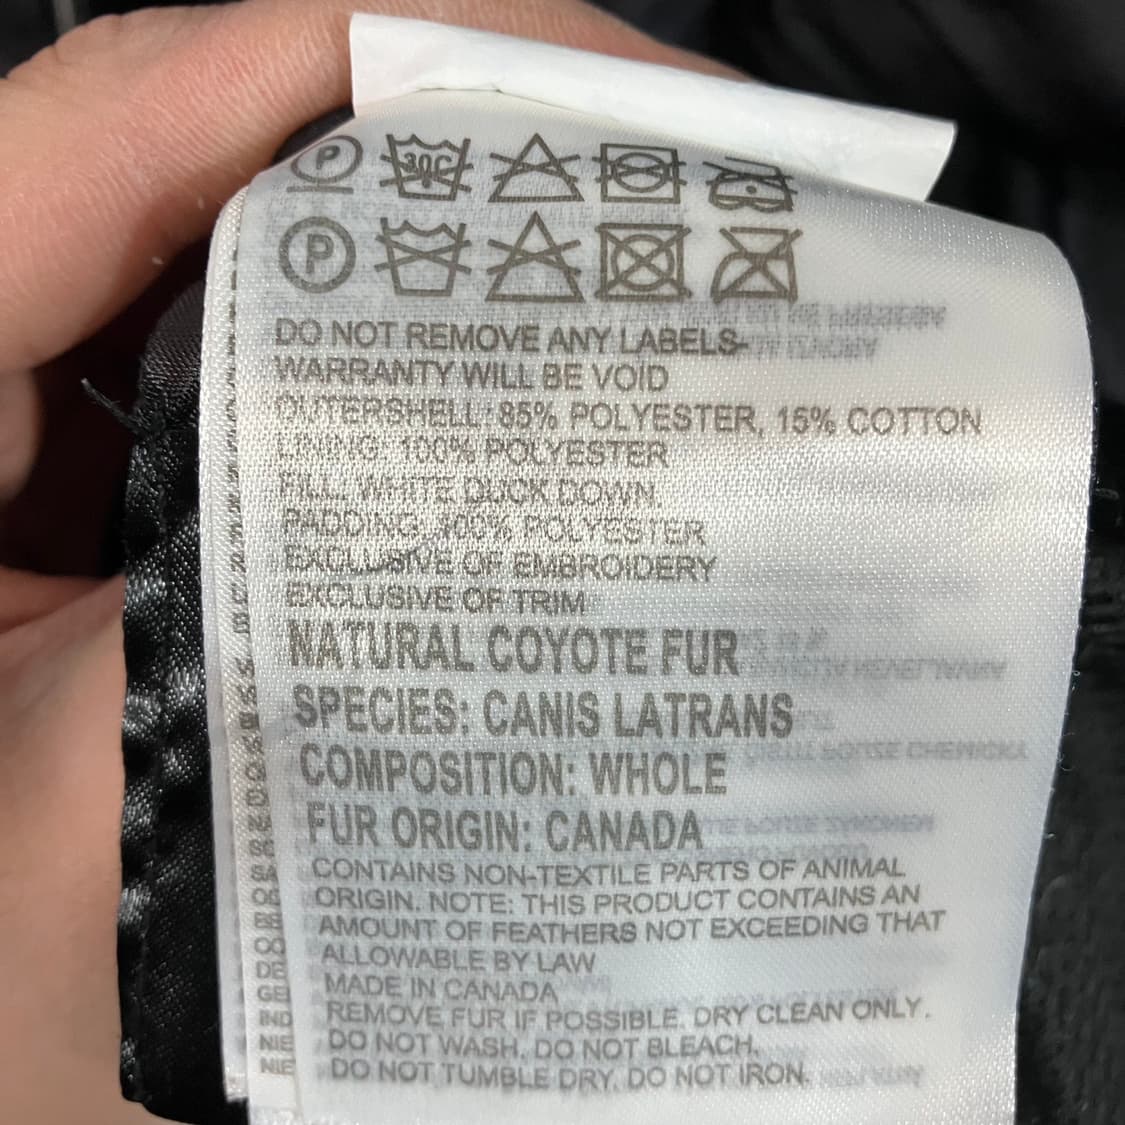 P 30C
P
DO NOT REMOVE ANY LABELS-
WARRANTY WILL BE VOID
OUTERSHELL: 85% POLYESTER, 15% COTTON
LINING: 100% POLYESTER
FILL: WHITE DUCK DOWN
PADDING: 100% POLYESTER
EXCLUSIVE OF EMBROIDERY
EXCLUSIVE OF TRIM
NATURAL COYOTE FUR
SPECIES: CANIS LATRANS
COMPOSITION: WHOLE
FUR ORIGIN: CANADA
CONTAINS NON-TEXTILE PARTS OF ANIMAL
ORIGIN. NOTE: THIS PRODUCT CONTAINS AN
AMOUNT OF FEATHERS NOT EXCEEDING THAT
ALLOWABLE BY LAW
MADE IN CANADA
REMOVE FUR IF POSSIBLE. DRY CLEAN ONLY.
DO NOT WASH. DO NOT BLEACH.
DO NOT TUMBLE DRY. DO NOT IRON.